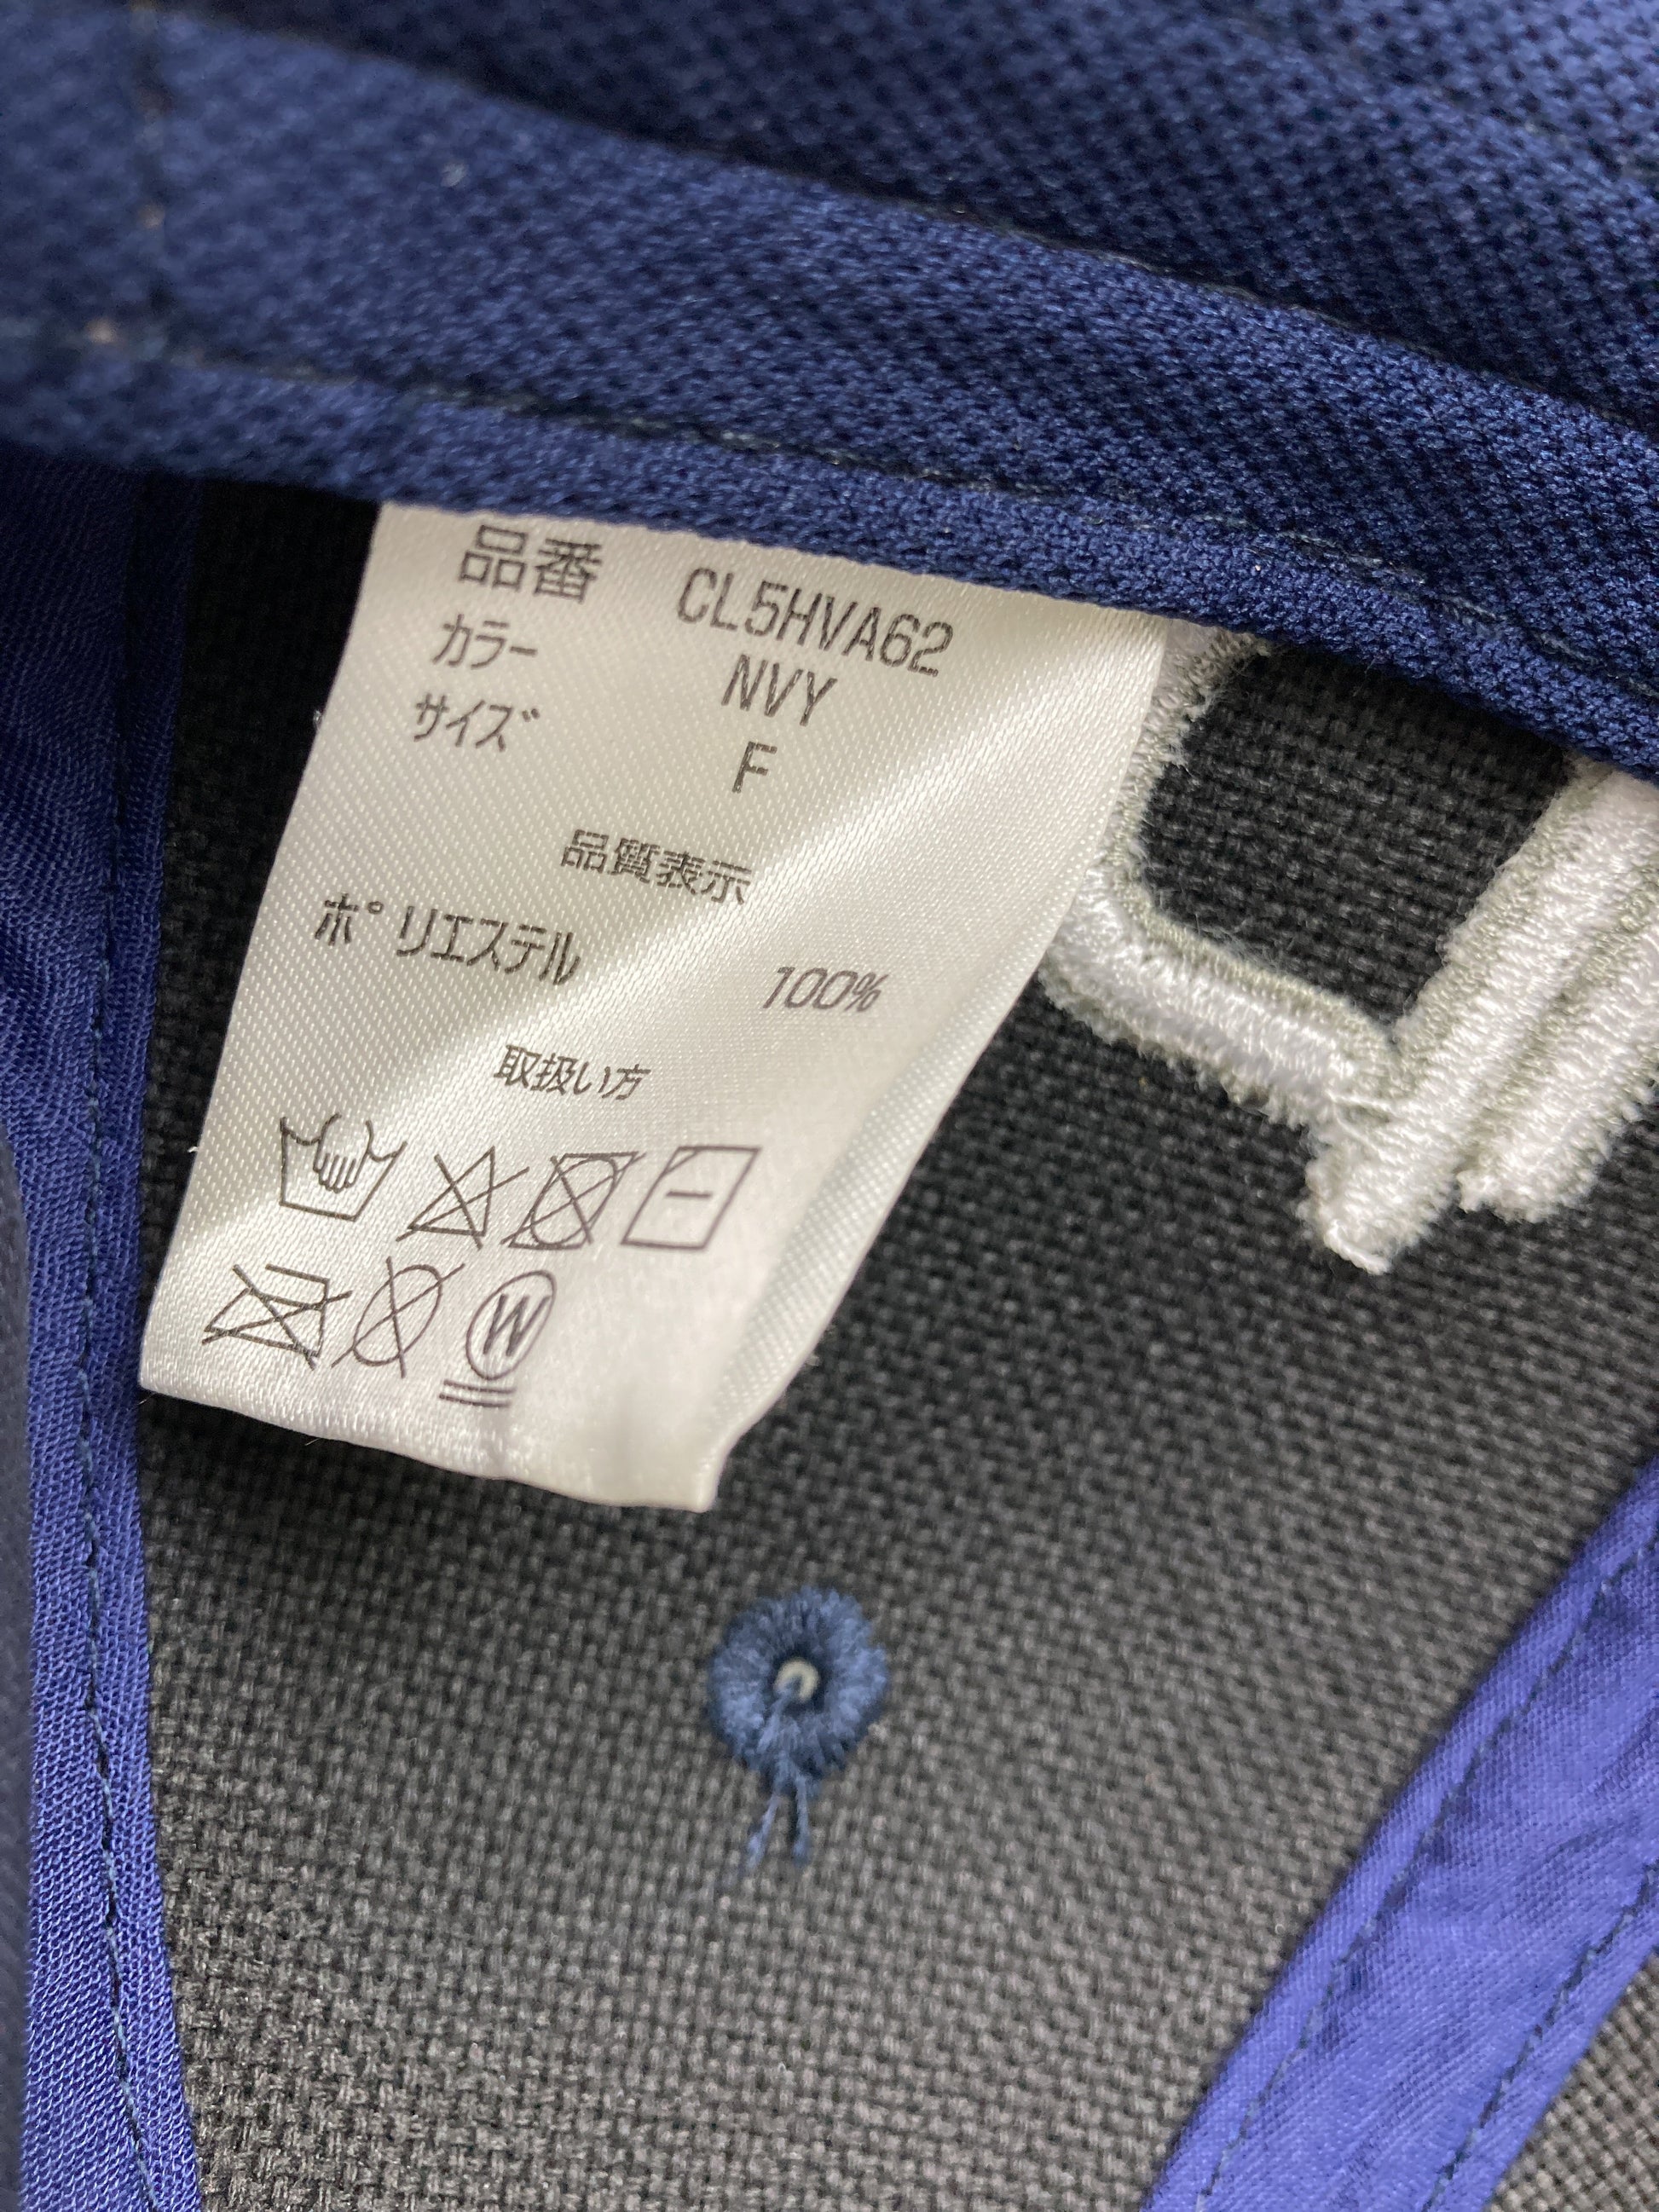 品番 CL5HVA62
カラー NVY
サイズ F
品質表示
ポリエステル 100%
取扱い方
W